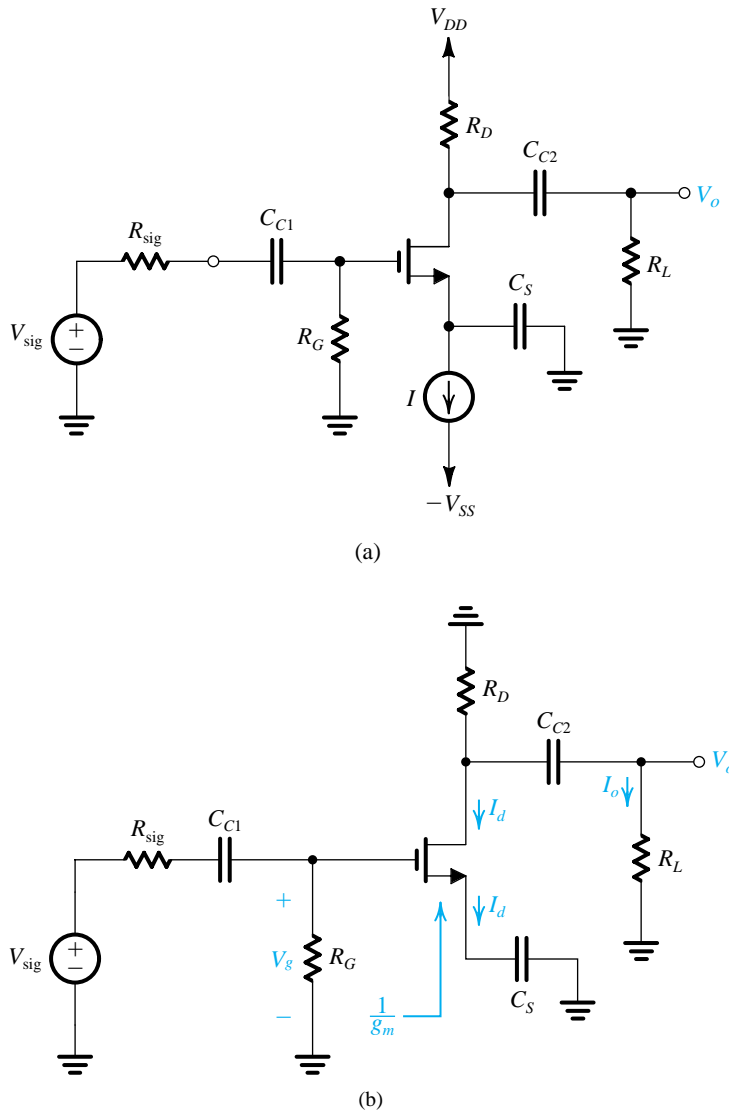 V_DD
R_D
C_C2
V_o
C_C1
R_sig
R_L
C_S
V_sig
+
−
R_G
I
−V_SS
(a)
R_D
C_C2
V_o
I_o
I_d
C_C1
R_sig
R_L
+
I_d
V_sig
+
−
V_g
R_G
C_S
−
1/g_m
(b)